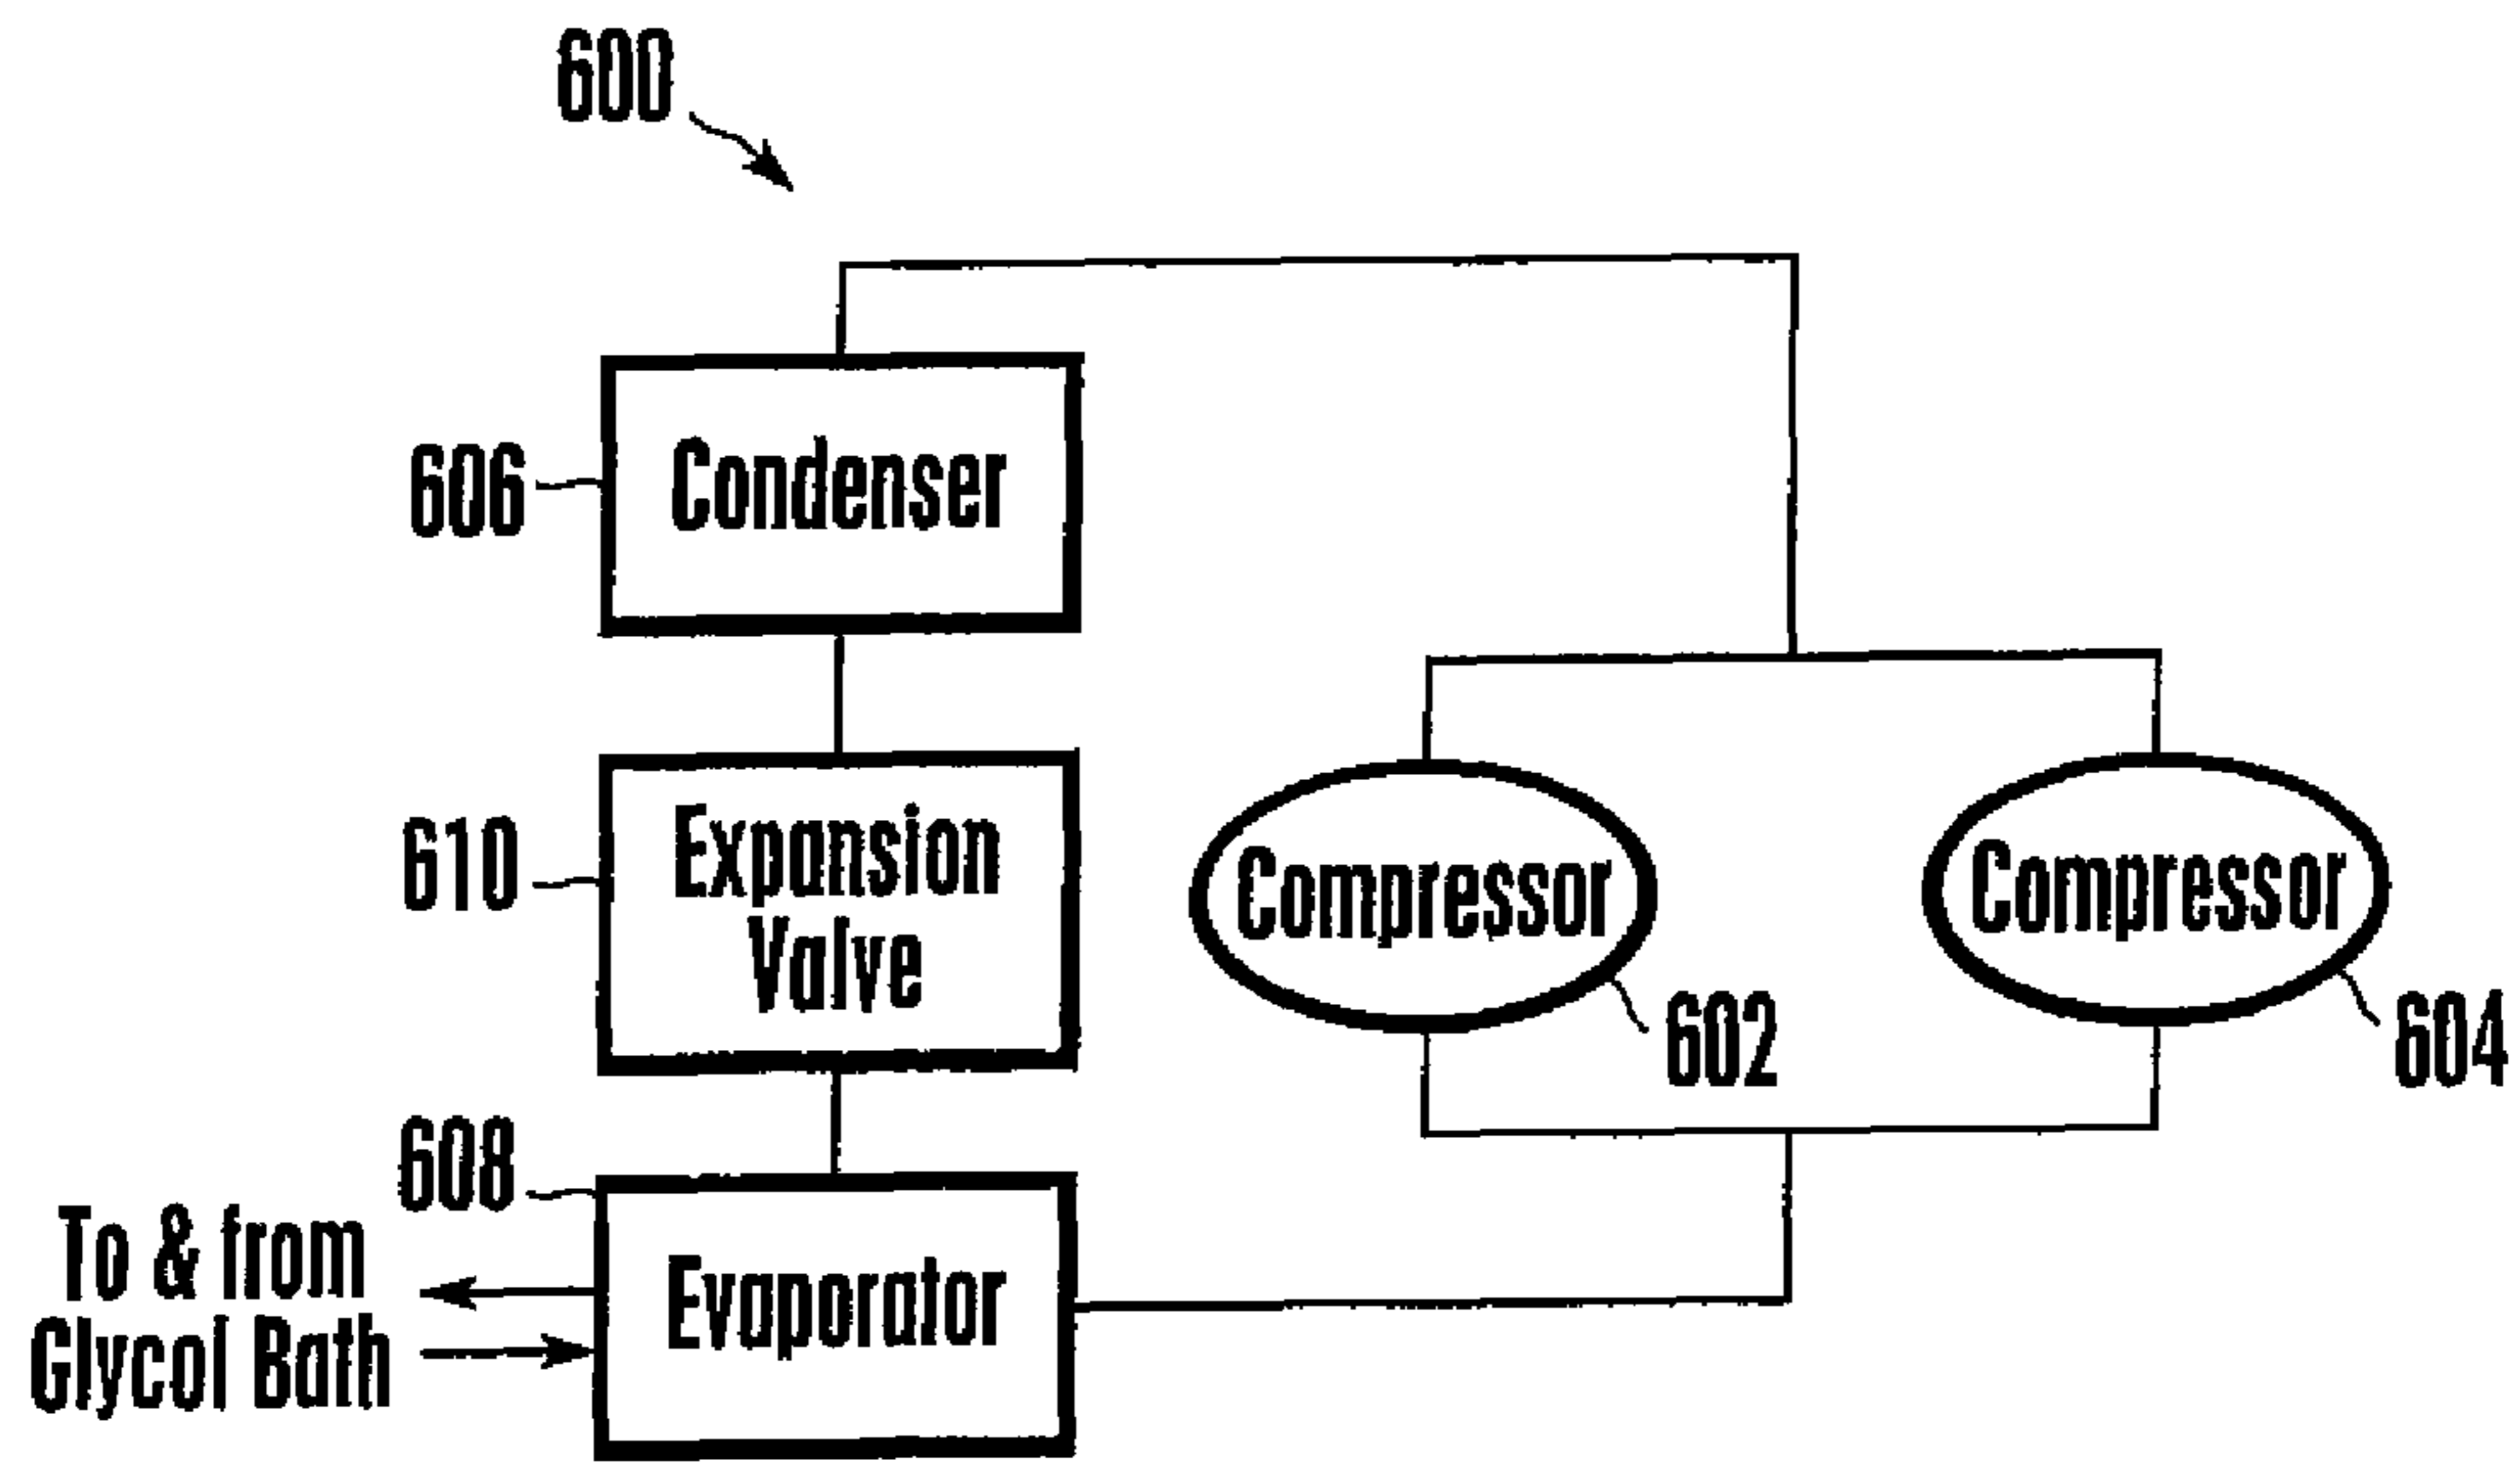 600
606
Condenser
610
Expansion
Valve
Compressor
602
Compressor
604
608
To & from
Glycol Bath
Evaporator